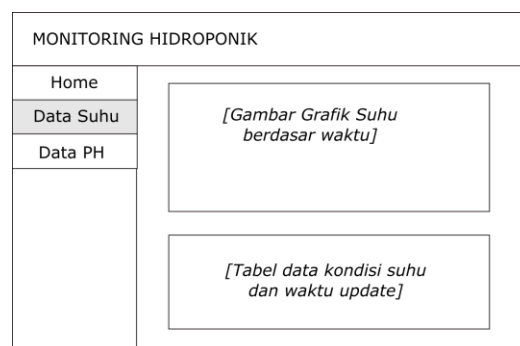 MONITORING HIDROPONIK
Home
Data Suhu
Data PH
[Gambar Grafik Suhu
berdasar waktu]
[Tabel data kondisi suhu
dan waktu update]